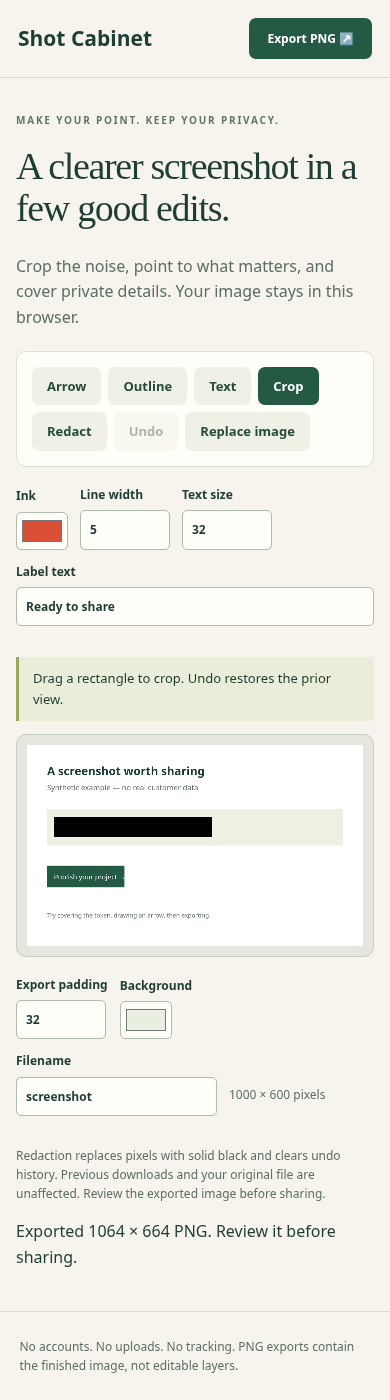 Shot Cabinet
Export PNG ↗
MAKE YOUR POINT. KEEP YOUR PRIVACY.
A clearer screenshot in a
few good edits.
Crop the noise, point to what matters, and
cover private details. Your image stays in this
browser.
Arrow
Outline
Text
Crop
Redact
Undo
Replace image
Ink
Line width
Text size
5
32
Label text
Ready to share
Drag a rectangle to crop. Undo restores the prior
view.
A screenshot worth sharing
Synthetic example — no real customer data
Publish your project
Try covering the token, drawing an arrow, then exporting.
Export padding
Background
32
Filename
screenshot
1000 × 600 pixels
Redaction replaces pixels with solid black and clears undo
history. Previous downloads and your original file are
unaffected. Review the exported image before sharing.
Exported 1064 × 664 PNG. Review it before
sharing.
No accounts. No uploads. No tracking. PNG exports contain
the finished image, not editable layers.